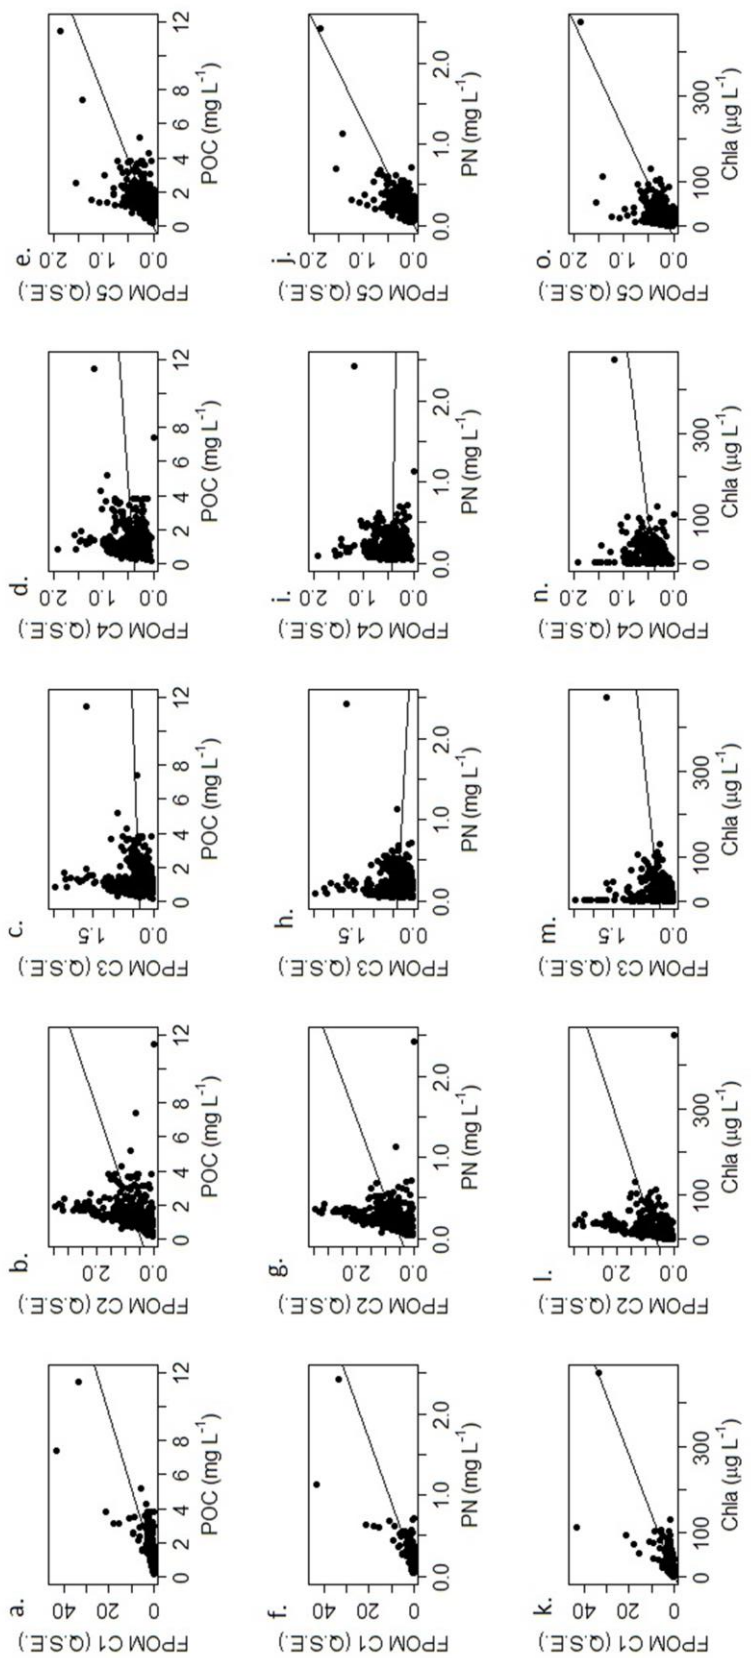 a. b. c. d. e.
FPOM C1 (Q.S.E.) FPOM C2 (Q.S.E.) FPOM C3 (Q.S.E.) FPOM C4 (Q.S.E.) FPOM C5 (Q.S.E.)
0 20 40 0.0 2.0 0.0 1.5 0.0 1.0 2.0 0.0 1.0 2.0
0 2 4 6 8 12 0 2 4 6 8 12 0 2 4 6 8 12 0 2 4 6 8 12 0 2 4 6 8 12
POC (mg L⁻¹) POC (mg L⁻¹) POC (mg L⁻¹) POC (mg L⁻¹) POC (mg L⁻¹)
f. g. h. i. j.
FPOM C1 (Q.S.E.) FPOM C2 (Q.S.E.) FPOM C3 (Q.S.E.) FPOM C4 (Q.S.E.) FPOM C5 (Q.S.E.)
0 20 40 0.0 2.0 0.0 1.5 0.0 1.0 2.0 0.0 1.0 2.0
0.0 1.0 2.0 0.0 1.0 2.0 0.0 1.0 2.0 0.0 1.0 2.0 0.0 1.0 2.0
PN (mg L⁻¹) PN (mg L⁻¹) PN (mg L⁻¹) PN (mg L⁻¹) PN (mg L⁻¹)
k. l. m. n. o.
FPOM C1 (Q.S.E.) FPOM C2 (Q.S.E.) FPOM C3 (Q.S.E.) FPOM C4 (Q.S.E.) FPOM C5 (Q.S.E.)
0 20 40 0.0 2.0 0.0 1.5 0.0 1.0 2.0 0.0 1.0 2.0
0 100 300 0 100 300 0 100 300 0 100 300 0 100 300
Chla (µg L⁻¹) Chla (µg L⁻¹) Chla (µg L⁻¹) Chla (µg L⁻¹) Chla (µg L⁻¹)